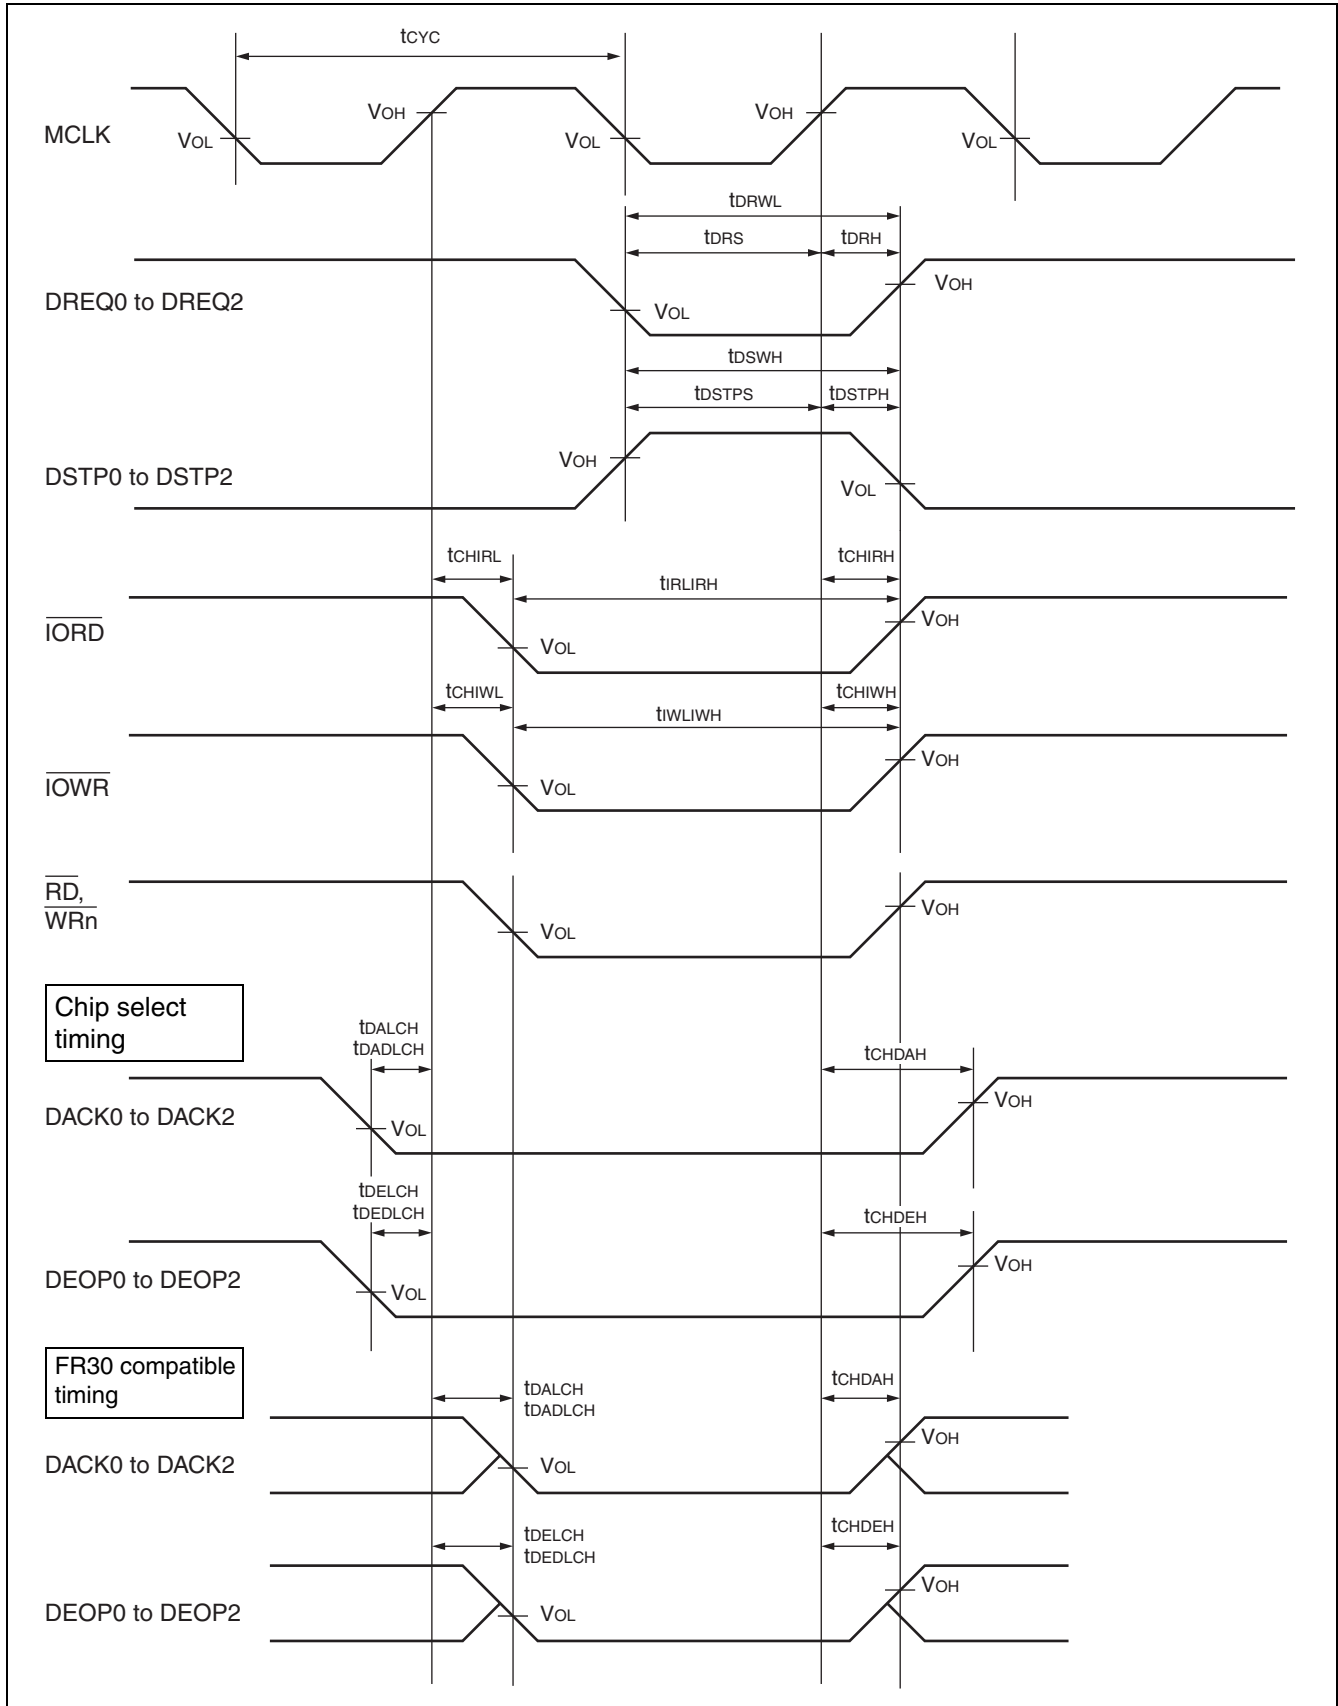 tCYC
MCLK
VOL
VOH
VOL
VOH
VOL
tDRWL
tDRS
tDRH
DREQ0 to DREQ2
VOL
VOH
tDSWH
tDSTPS
tDSTPH
DSTP0 to DSTP2
VOH
VOL
tCHIRL
tCHIRH
tIRLIRH
IORD
VOL
VOH
tCHIWL
tCHIWH
tIWLIWH
IOWR
VOL
VOH
RD,
WRn
VOL
VOH
Chip select
timing
tDALCH
tDADLCH
tCHDAH
DACK0 to DACK2
VOL
VOH
tDELCH
tDEDLCH
tCHDEH
DEOP0 to DEOP2
VOL
VOH
FR30 compatible
timing
tDALCH
tDADLCH
tCHDAH
DACK0 to DACK2
VOL
VOH
tDELCH
tDEDLCH
tCHDEH
DEOP0 to DEOP2
VOL
VOH